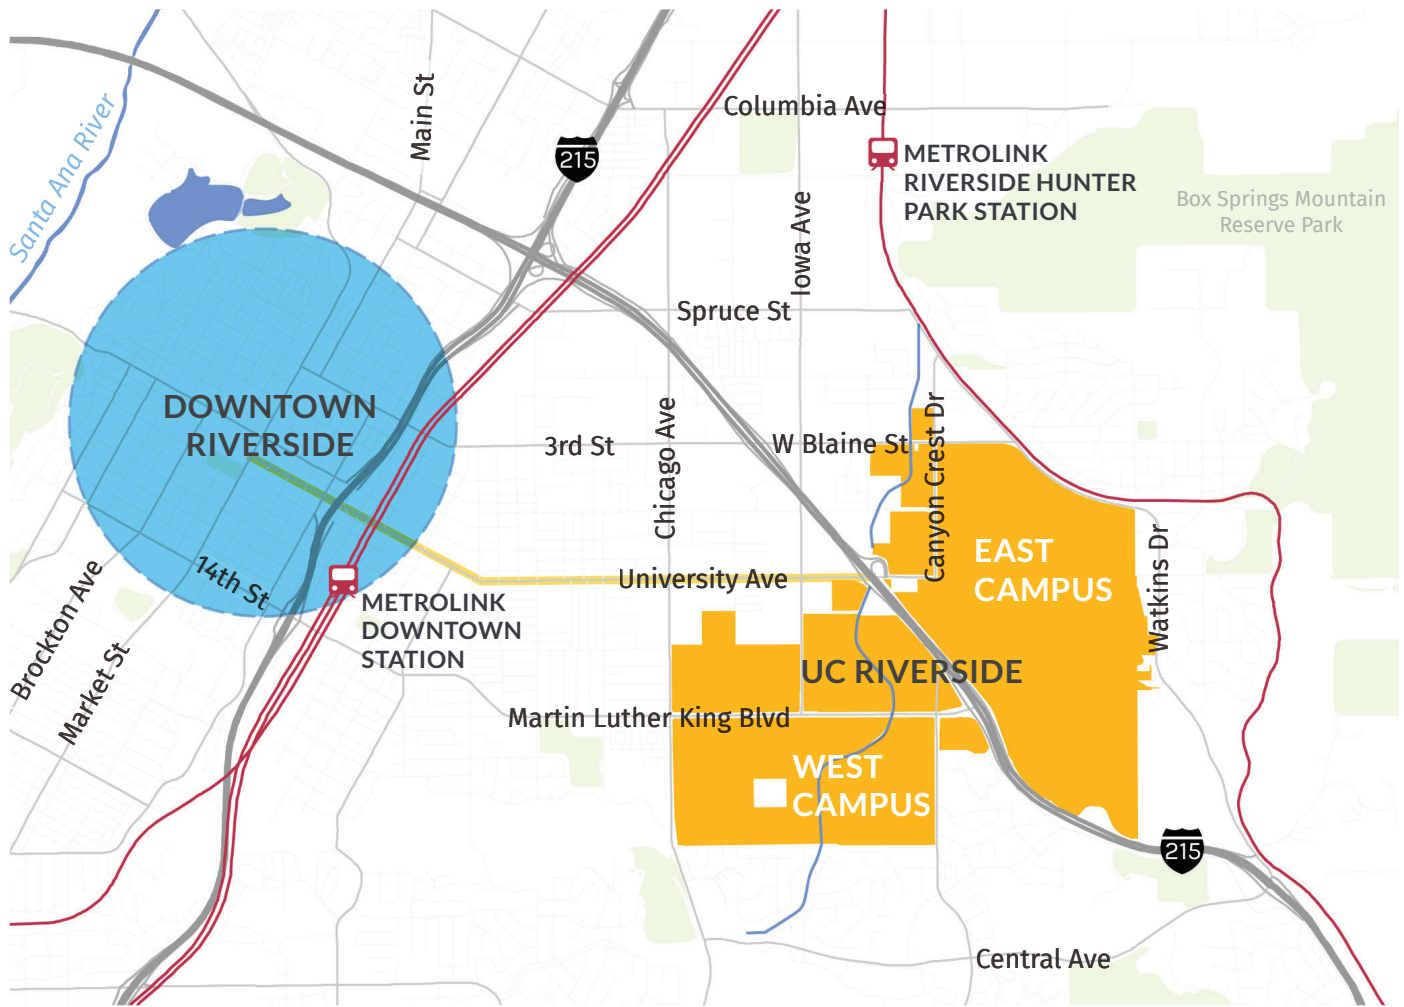 Santa Ana River
Main St
215
Columbia Ave
METROLINK
RIVERSIDE HUNTER
PARK STATION
Box Springs Mountain
Reserve Park
Iowa Ave
Spruce St
DOWNTOWN
RIVERSIDE
3rd St
Chicago Ave
W Blaine St
Canyon Crest Dr
EAST
CAMPUS
Watkins Dr
University Ave
14th St
METROLINK
DOWNTOWN
STATION
Brockton Ave
Market St
UC RIVERSIDE
Martin Luther King Blvd
WEST
CAMPUS
215
Central Ave